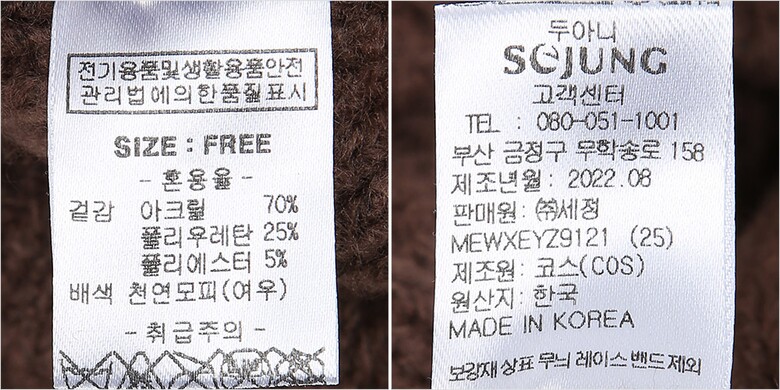 전기용품및생활용품안전
관리법에의한품질표시
SIZE : FREE
- 혼용율 -
겉감 아크릴 70%
폴리우레탄 25%
폴리에스터 5%
배색 천연모피(여우)
- 취급주의 -
두아니
SEJUNG
고객센터
TEL : 080-051-1001
부산 금정구 무학송로 158
제조년월 : 2022.08
판매원 : ㈜세정
MEWXEYZ9121 (25)
제조원 : 코스(COS)
원산지 : 한국
MADE IN KOREA
보강재 상표 무늬 레이스 밴드 제외